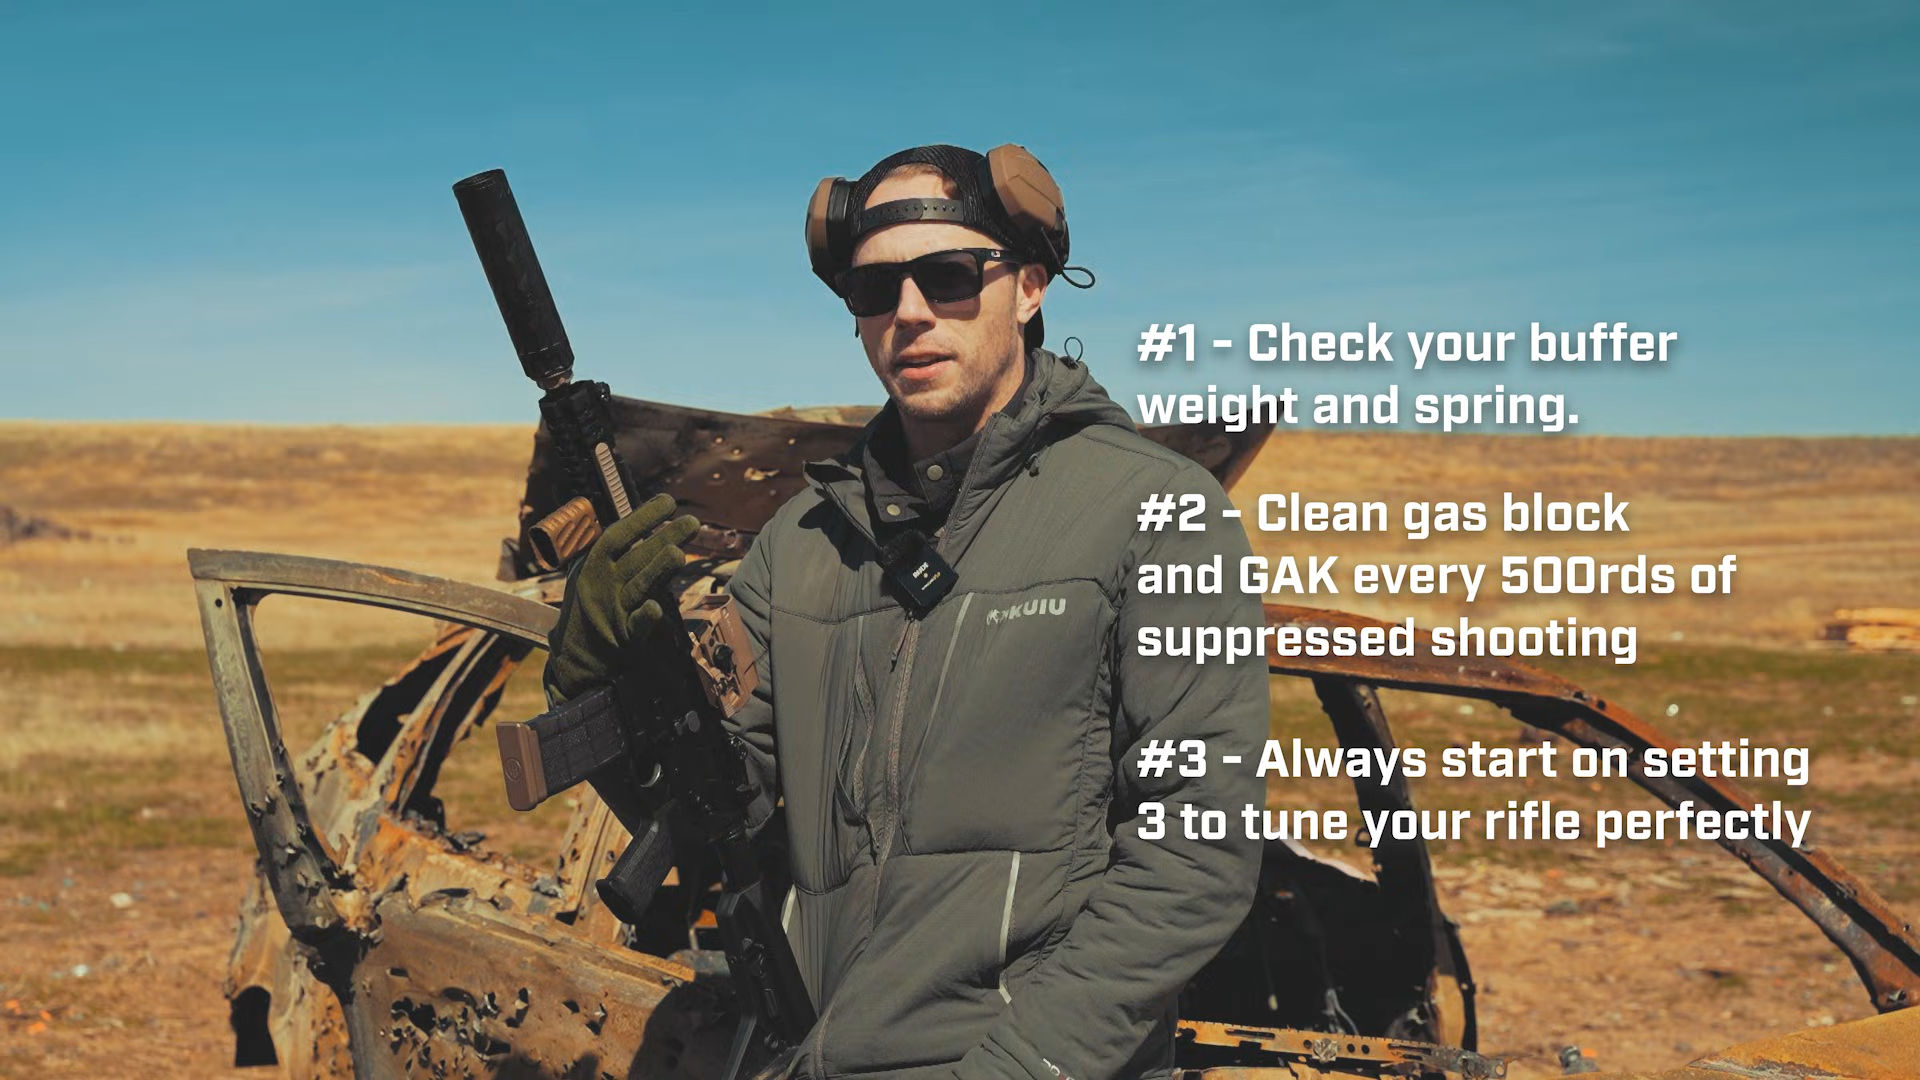 #1 - Check your buffer
weight and spring.
#2 - Clean gas block
and GAK every 500rds of
suppressed shooting
#3 - Always start on setting
3 to tune your rifle perfectly
KUIU
RODE